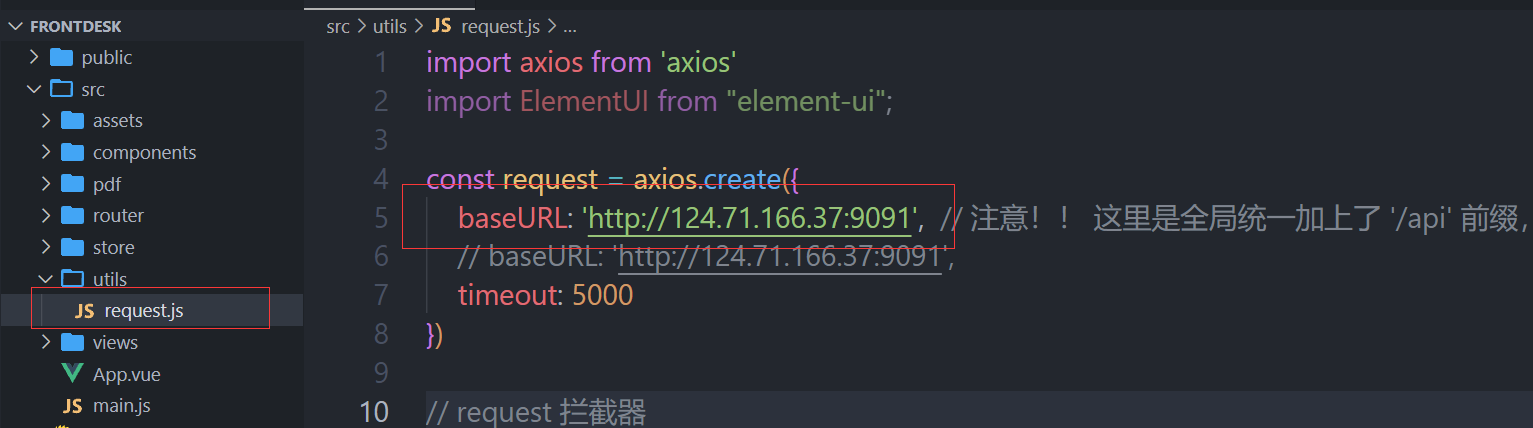 FRONTDESK
public
src
assets
components
pdf
router
store
utils
JS request.js
views
App.vue
JS main.js
src > utils > JS request.js > ...
1 import axios from 'axios'
2 import ElementUI from "element-ui";
3
4 const request = axios.create({
5 baseURL: 'http://124.71.166.37:9091', // 注意！！ 这里是全局统一加上了 '/api' 前缀，
6 // baseURL: 'http://124.71.166.37:9091',
7 timeout: 5000
8 })
9
10 // request 拦截器